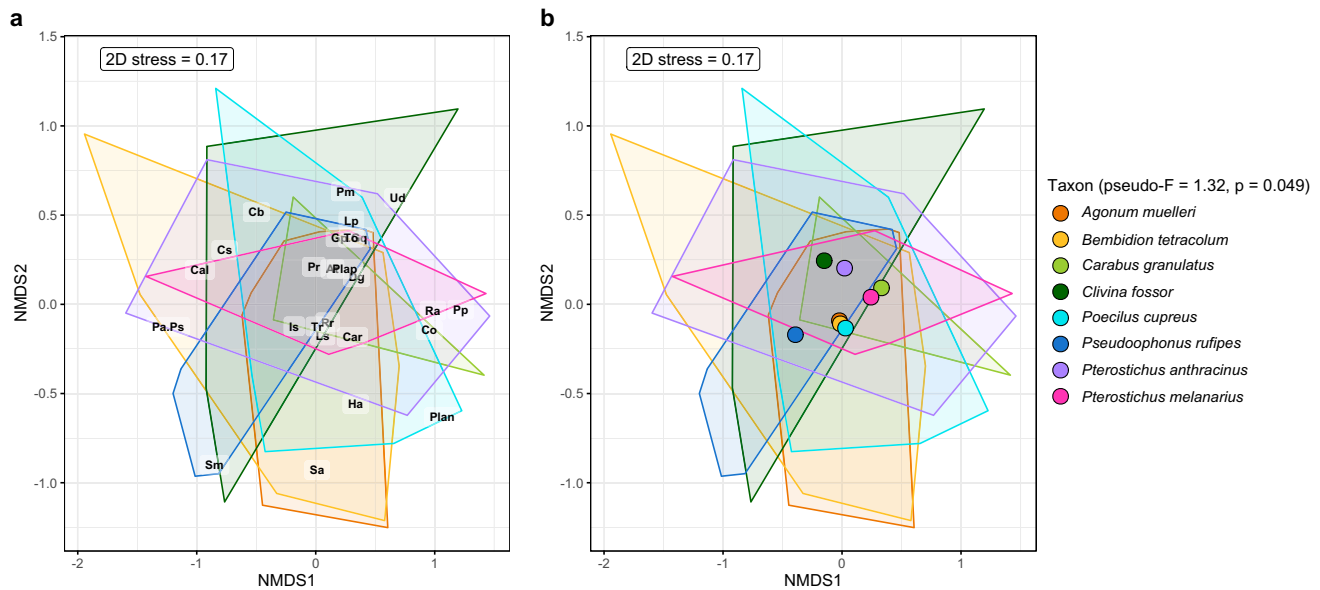 a
b
2D stress = 0.17
2D stress = 0.17
1.5
1.0
0.5
0.0
-0.5
-1.0
NMDS2
-2
-1
0
1
NMDS1
Pm
Ud
Cb
Lp
Cs
Cal
Pr
Plap
Dg
Ra
Pp
Pa.Ps
Is
Tr
Rr
Ls
Car
Co
Ha
Plan
Sm
Sa
1.5
1.0
0.5
0.0
-0.5
-1.0
NMDS2
-2
-1
0
1
NMDS1
Taxon (pseudo-F = 1.32, p = 0.049)
Agonum muelleri
Bembidion tetracolum
Carabus granulatus
Clivina fossor
Poecilus cupreus
Pseudoophonus rufipes
Pterostichus anthracinus
Pterostichus melanarius